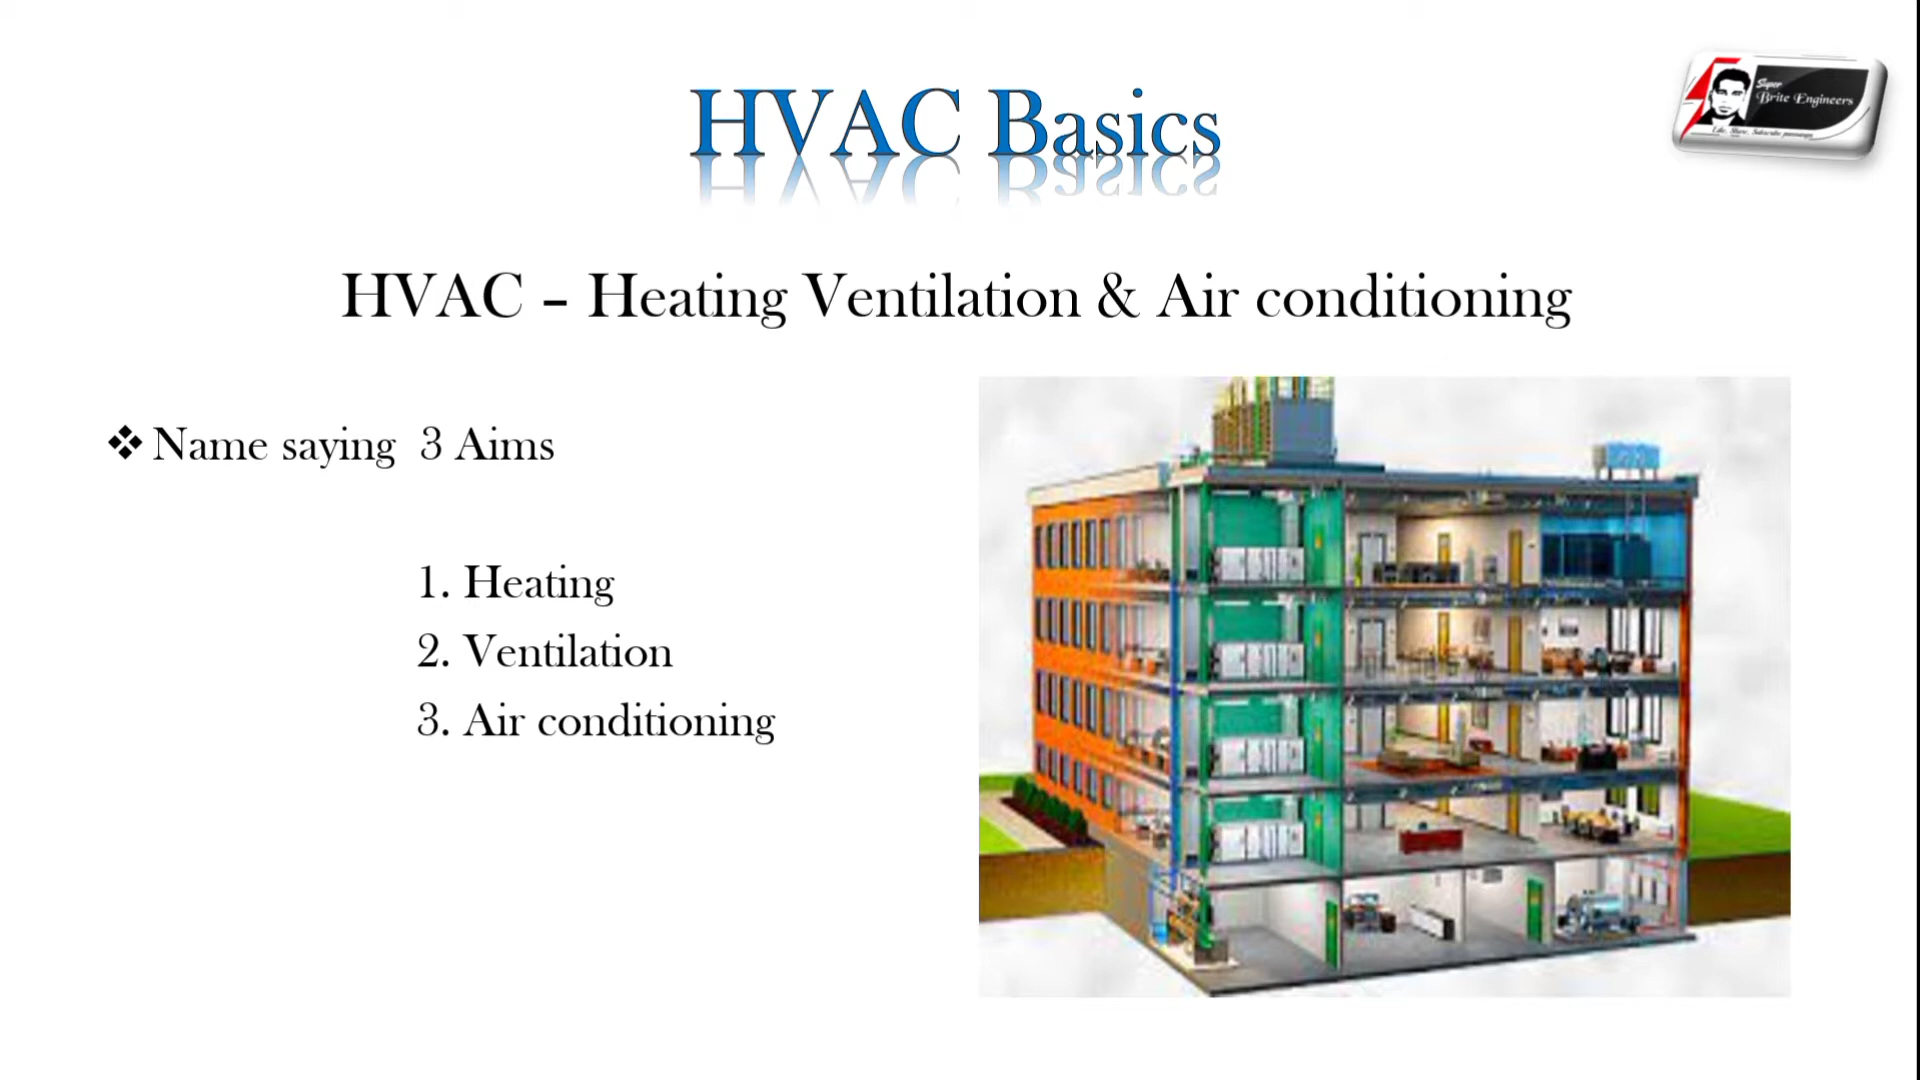 HVAC Basics
Super
Brite Engineers
HVAC – Heating Ventilation & Air conditioning
❖ Name saying 3 Aims
1. Heating
2. Ventilation
3. Air conditioning